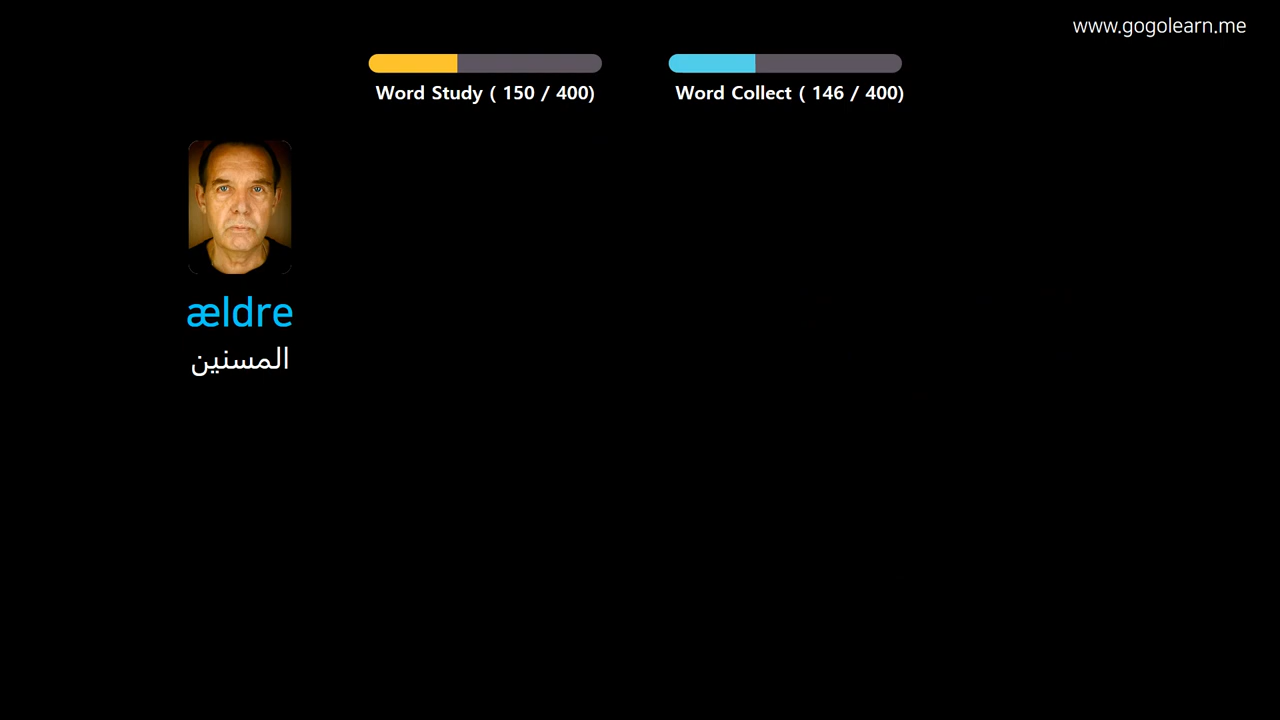 www.gogolearn.me
Word Study ( 150 / 400)
Word Collect ( 146 / 400)
ældre
المسنين